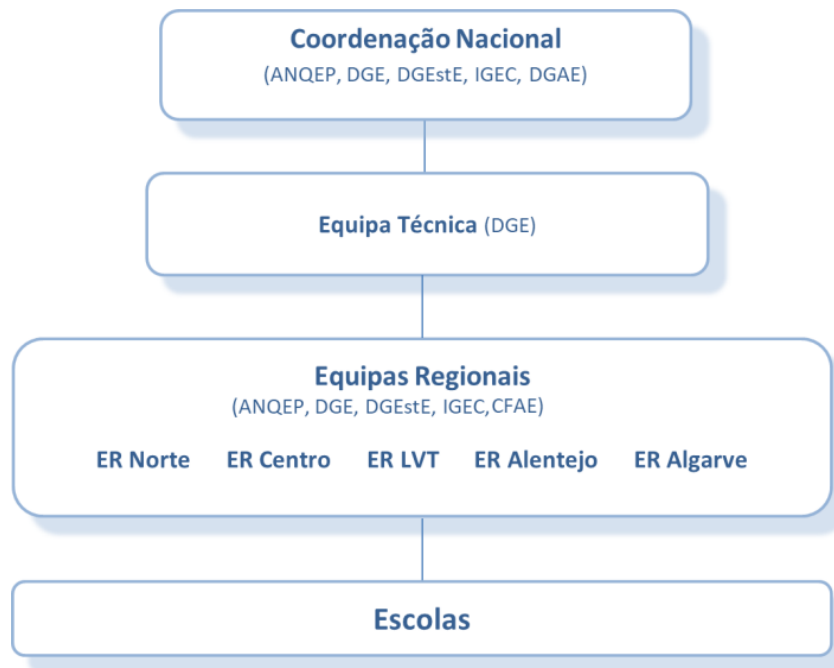 Coordenação Nacional
(ANQEP, DGE, DGEstE, IGEC, DGAE)
Equipa Técnica (DGE)
Equipas Regionais
(ANQEP, DGE, DGEstE, IGEC,CFAE)
ER Norte ER Centro ER LVT ER Alentejo ER Algarve
Escolas